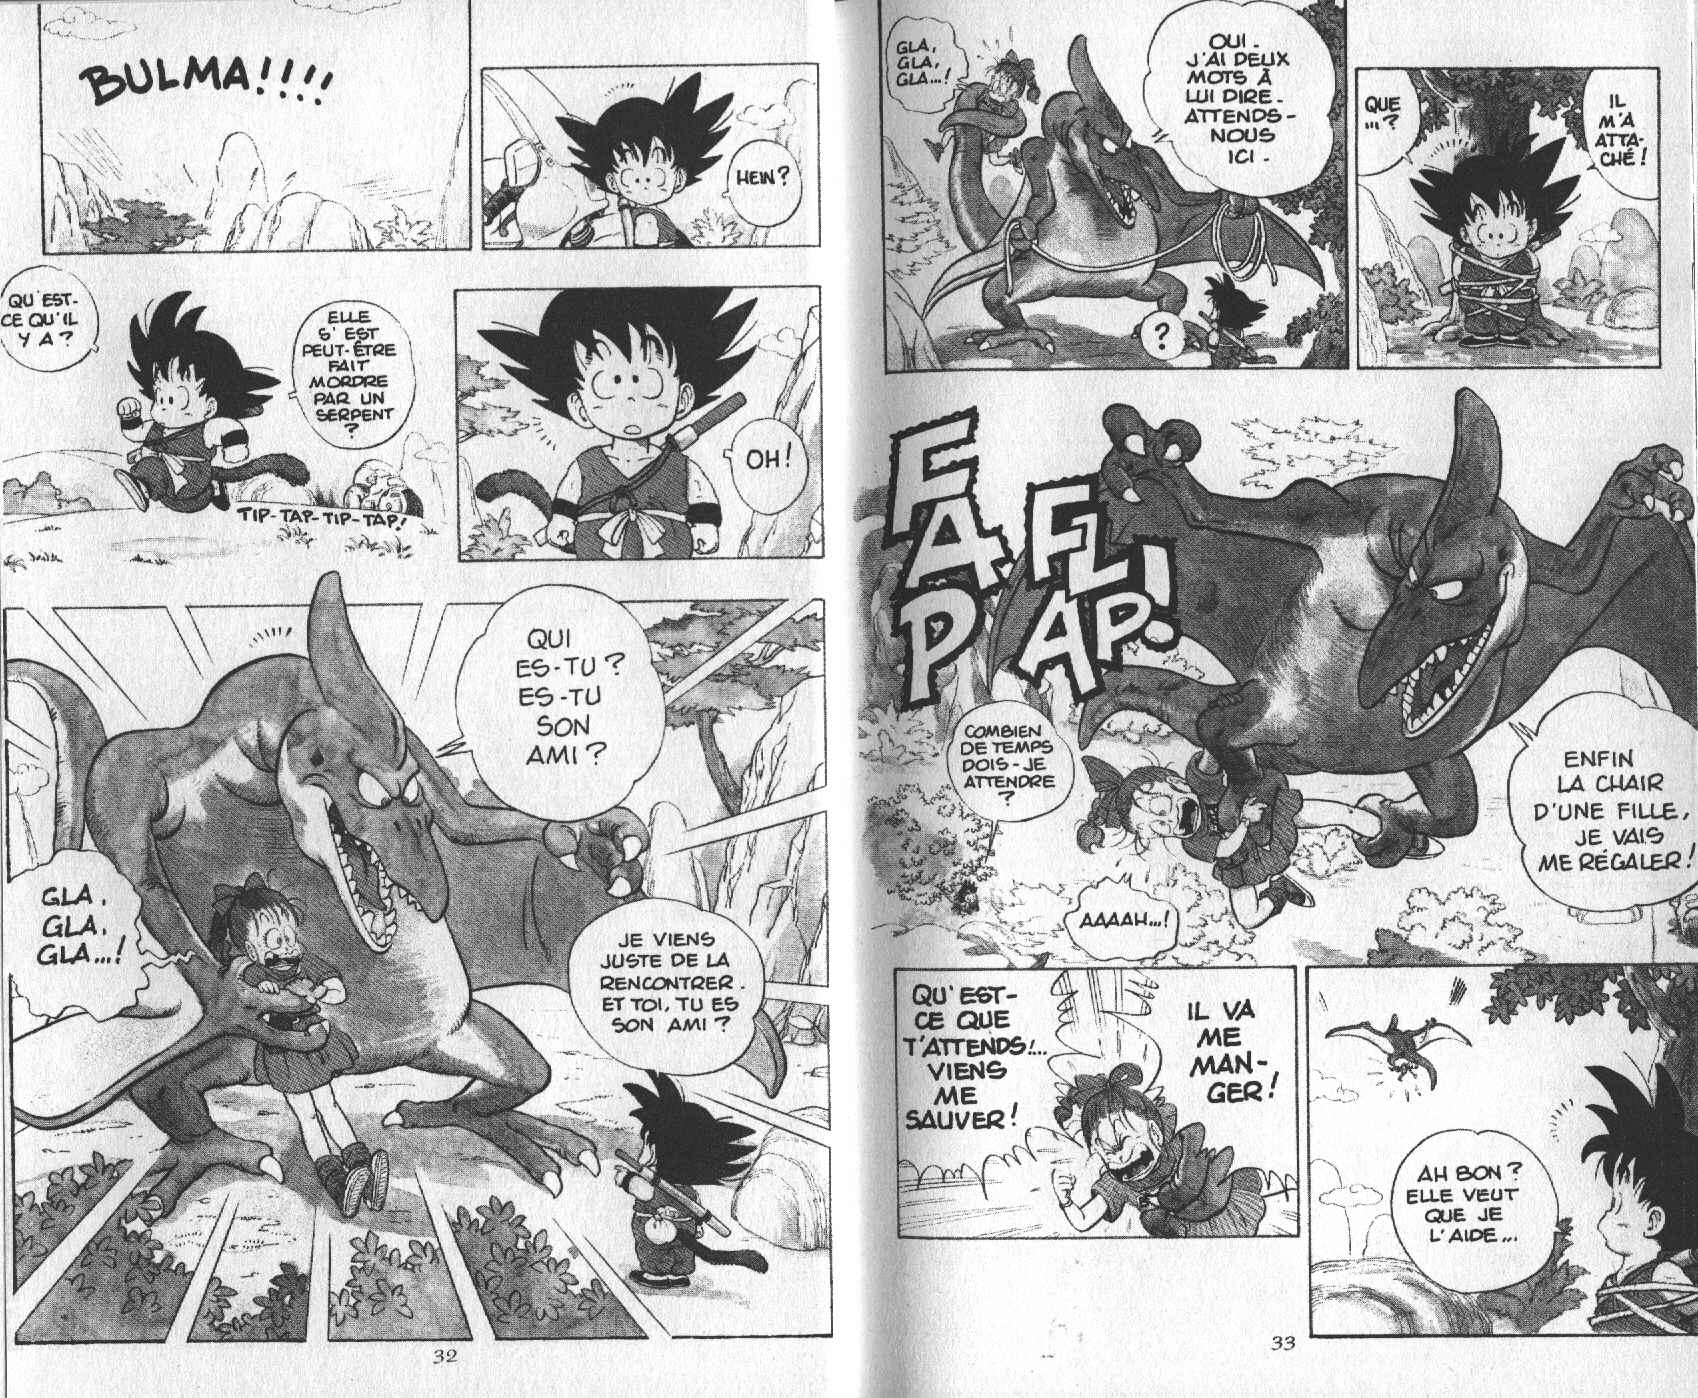 BULMA!!!!
HEIN?
QU'EST-
CE QU'IL
Y A?
ELLE
S'EST
PEUT-ÊTRE
FAIT
MORDRE
PAR UN
SERPENT
?
TIP-TAP-TIP-TAP!
OH!
QUI
ES-TU?
ES-TU
SON
AMI?
GLA,
GLA,
GLA...!
JE VIENS
JUSTE DE LA
RENCONTRER.
ET TOI, TU ES
SON AMI?
32
GLA,
GLA,
GLA...!
OUI.
J'AI DEUX
MOTS À
LUI DIRE.
ATTENDS-
NOUS
ICI.
?
QUE
...?
IL
M'A
ATTA-
CHÉ!
FLAP,
FLAP!
COMBIEN
DE TEMPS
DOIS-JE
ATTENDRE
?
ENFIN
LA CHAIR
D'UNE FILLE,
JE VAIS
ME RÉGALER!
AAAAH...!
QU'EST-
CE QUE
T'ATTENDS!...
VIENS
ME
SAUVER!
IL VA
ME
MAN-
GER!
AH BON?
ELLE VEUT
QUE JE
L'AIDE...
33